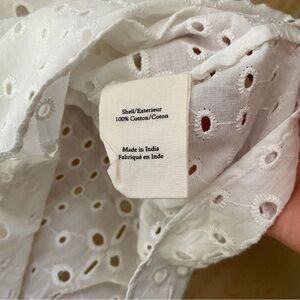 Shell/Exterieur
100% Cotton/Coton
Made in India
Fabriqué en Inde